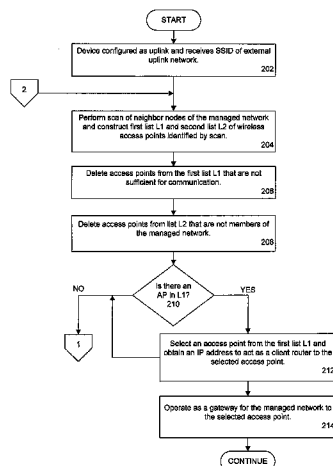 START
Device configured as uplink and receives SSID of external
uplink network.
202
2
Perform scan of neighbor nodes of the managed network
and construct first list L1 and second list L2 of wireless
access points identified by scan.
204
Delete access points from the first list L1 that are not
sufficient for communication.
206
Delete access points from list L2 that are not members of
the managed network.
208
Is there an
AP in L1?
210
NO
YES
1
Select an access point from the first list L1 and
obtain an IP address to act as a client router to the
selected access point.
212
Operate as a gateway for the managed network to
the selected access point.
214
CONTINUE